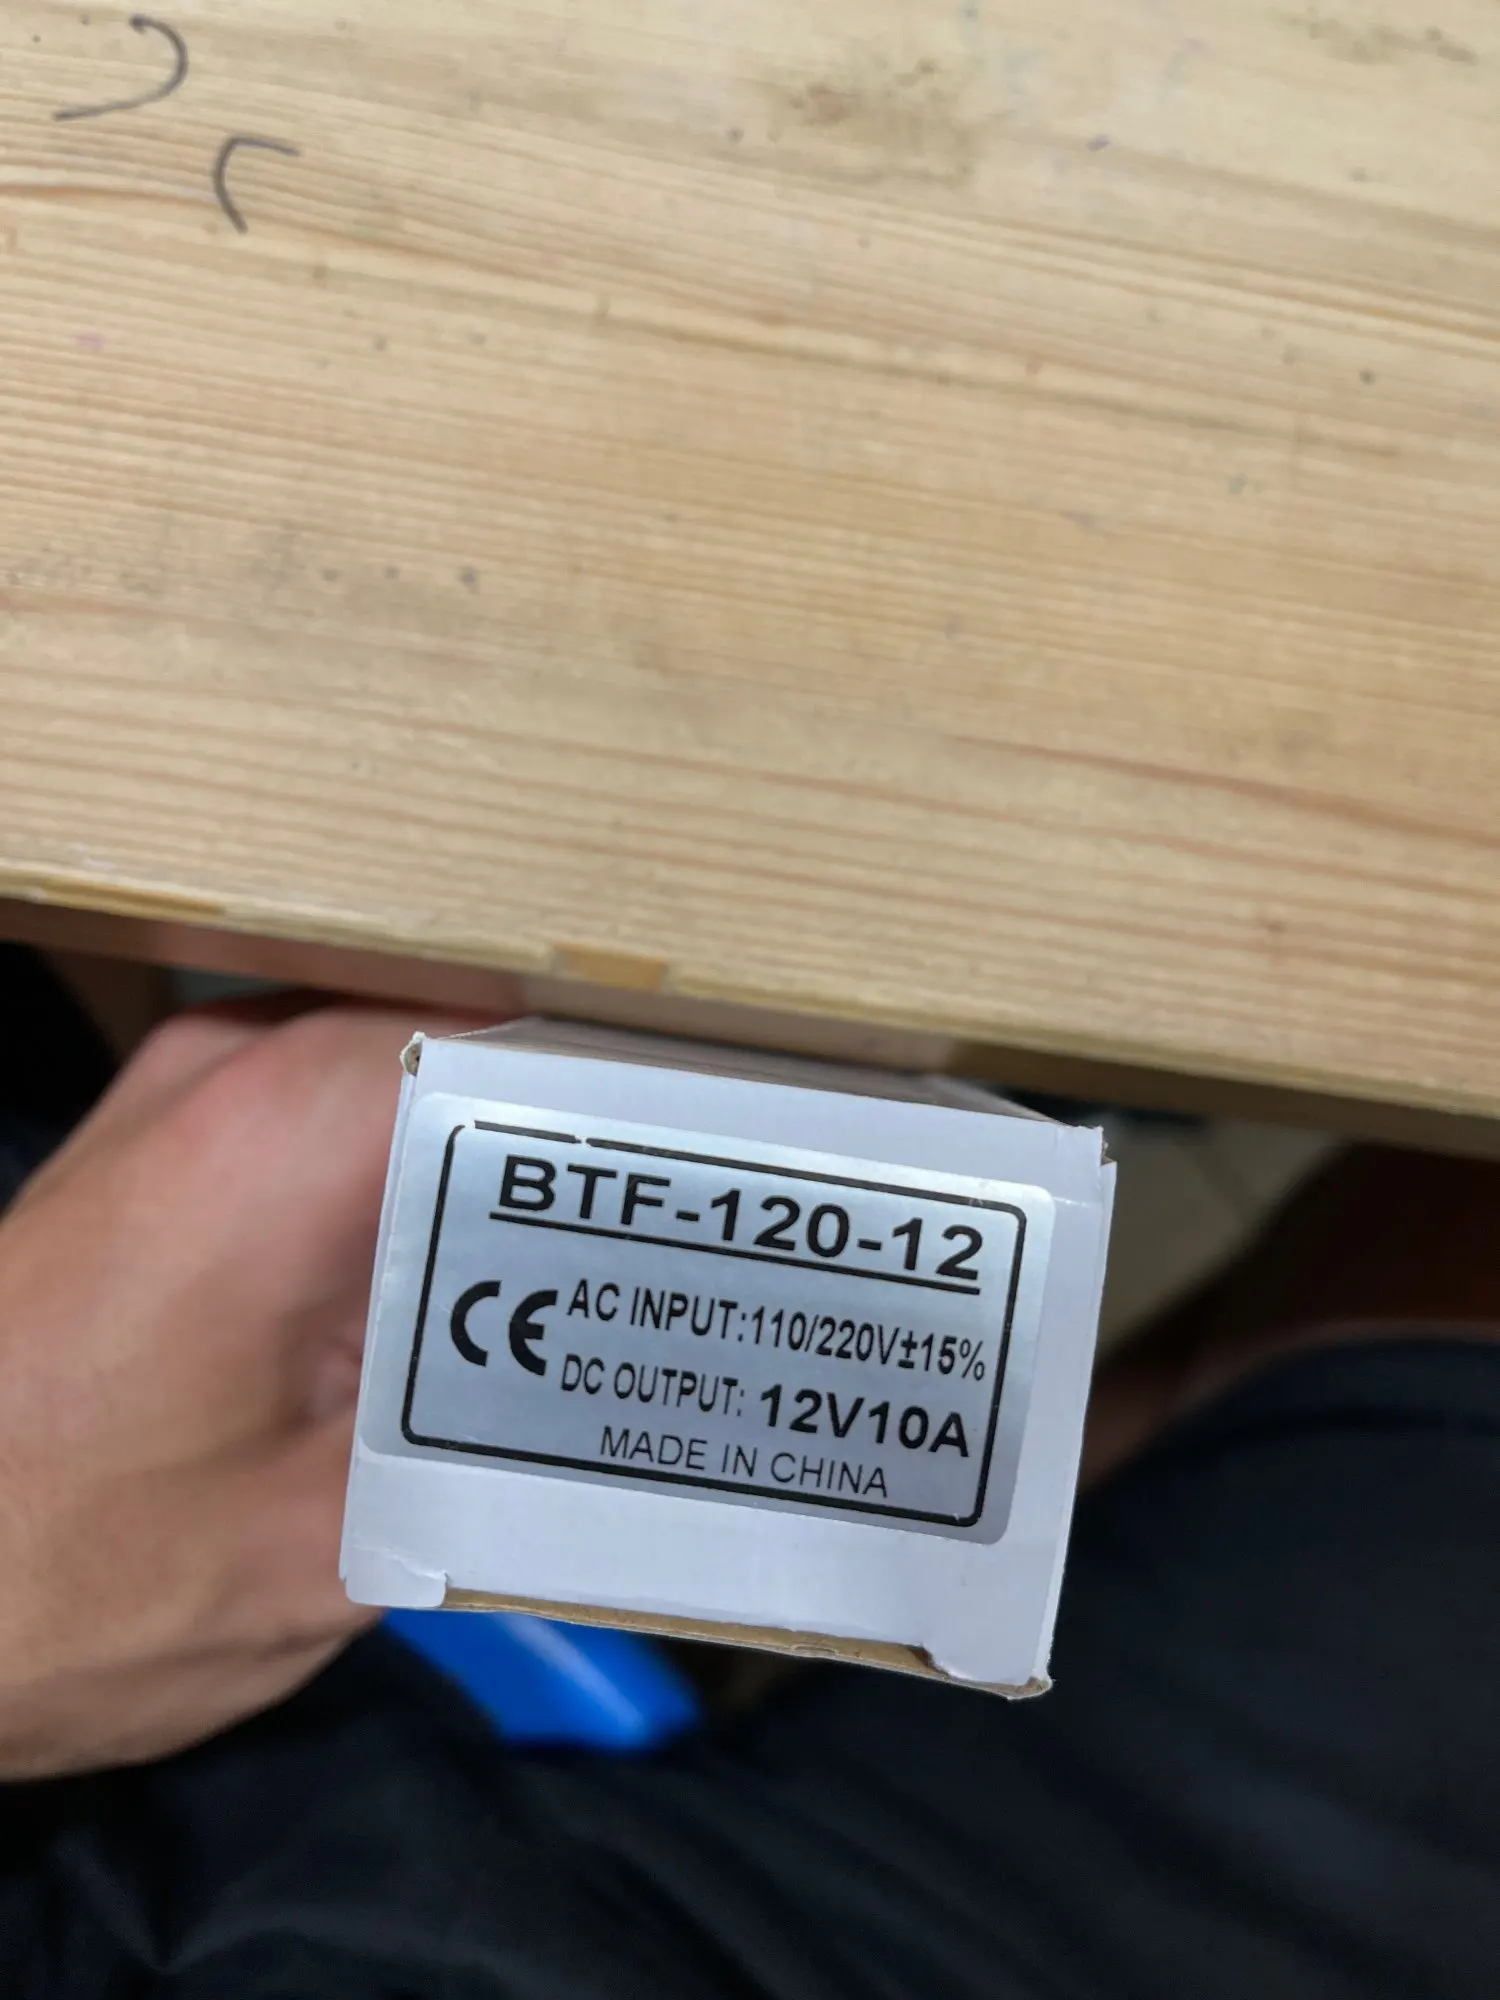 BTF-120-12
CE AC INPUT:110/220V±15%
DC OUTPUT: 12V10A
MADE IN CHINA